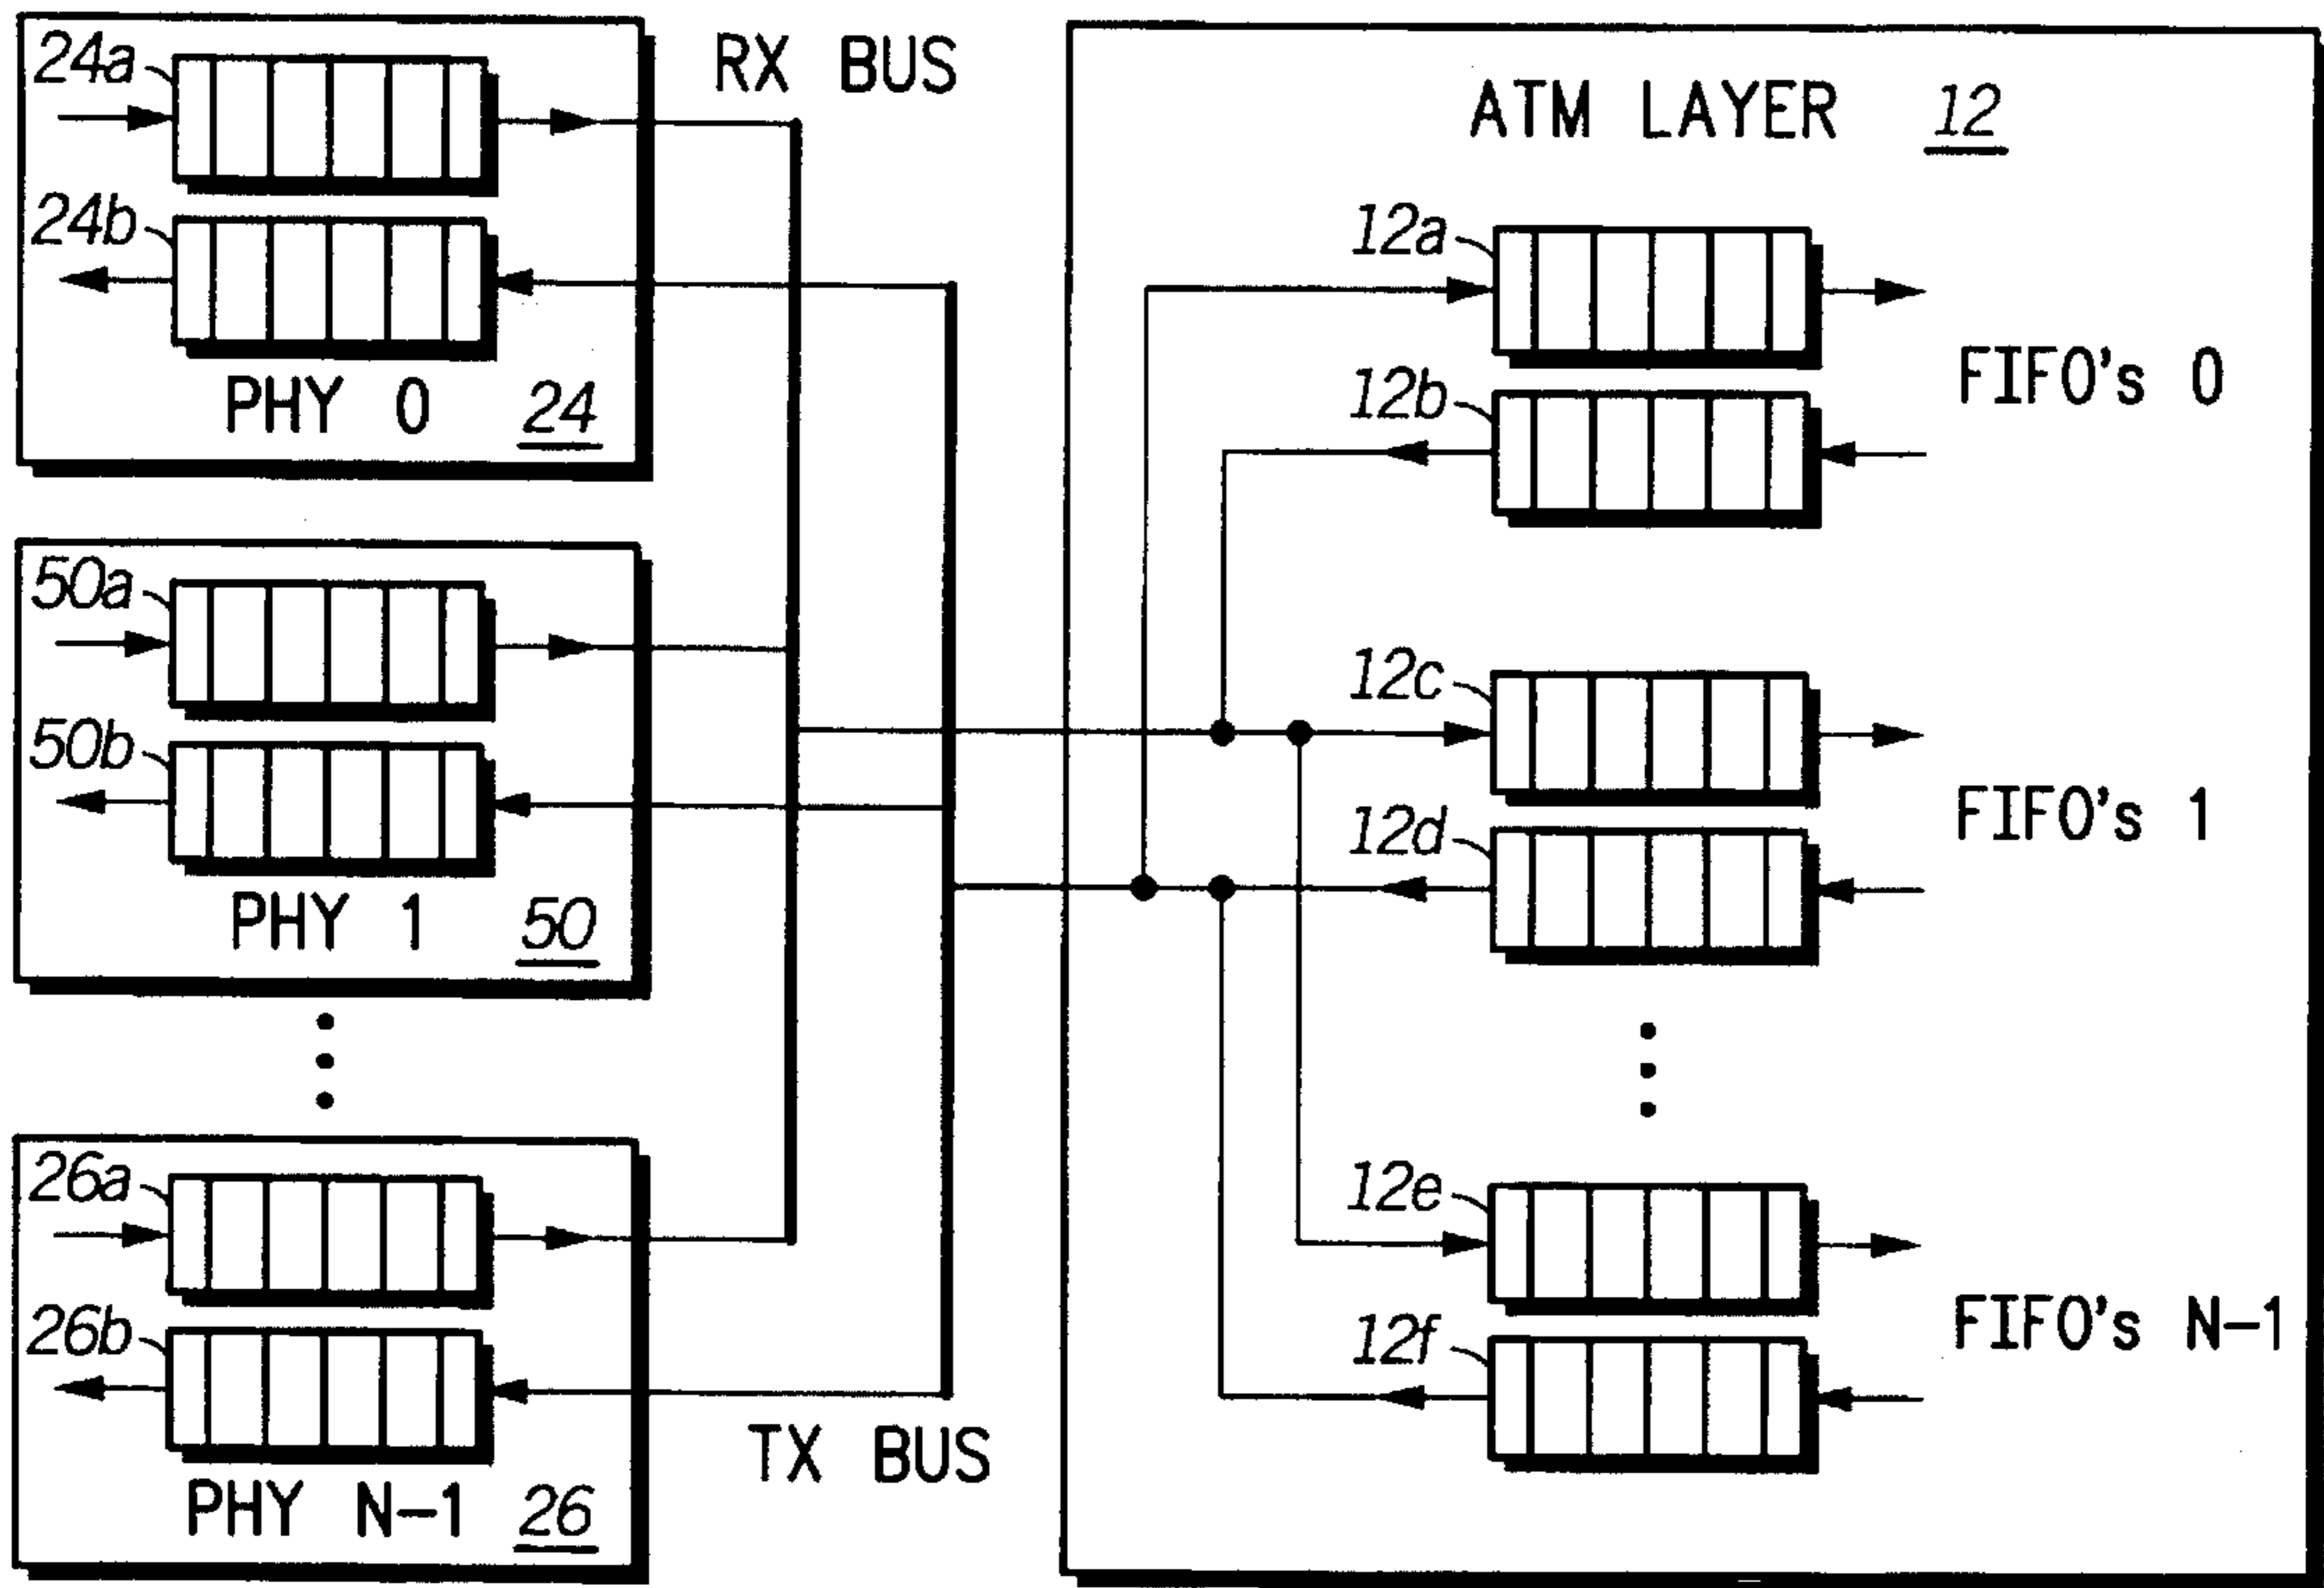 24a
24b
PHY 0 24
50a
50b
PHY 1 50
26a
26b
PHY N-1 26
RX BUS
TX BUS
ATM LAYER 12
12a
12b
FIFO's 0
12c
12d
FIFO's 1
12e
12f
FIFO's N-1